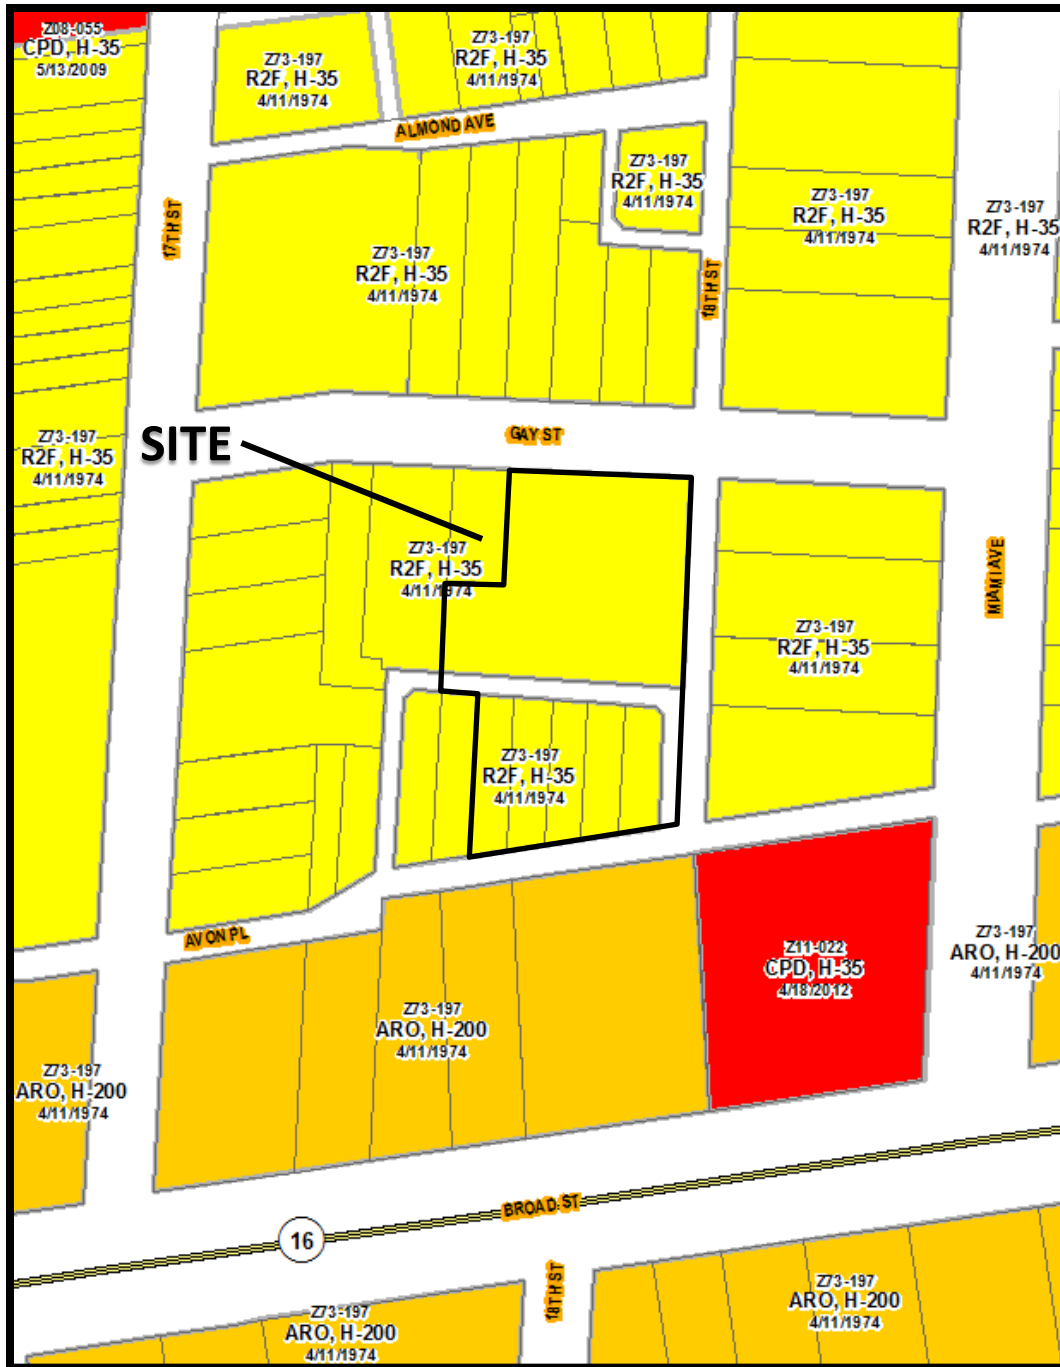 Z08-055
CPD, H-35
5/13/2009
Z73-197
R2F, H-35
4/11/1974
Z73-197
R2F, H-35
4/11/1974
ALMOND AVE
Z73-197
R2F, H-35
4/11/1974
Z73-197
R2F, H-35
4/11/1974
Z73-197
R2F, H-35
4/11/1974
17TH ST
Z73-197
R2F, H-35
4/11/1974
18TH ST
GAY ST
SITE
Z73-197
R2F, H-35
4/11/1974
Z73-197
R2F, H-35
4/11/1974
MIAMI AVE
Z73-197
R2F, H-35
4/11/1974
Z73-197
R2F, H-35
4/11/1974
AVON PL
Z11-022
CPD, H-35
4/18/2012
Z73-197
ARO, H-200
4/11/1974
Z73-197
ARO, H-200
4/11/1974
Z73-197
ARO, H-200
4/11/1974
BROAD ST
16
18TH ST
Z73-197
ARO, H-200
4/11/1974
Z73-197
ARO, H-200
4/11/1974